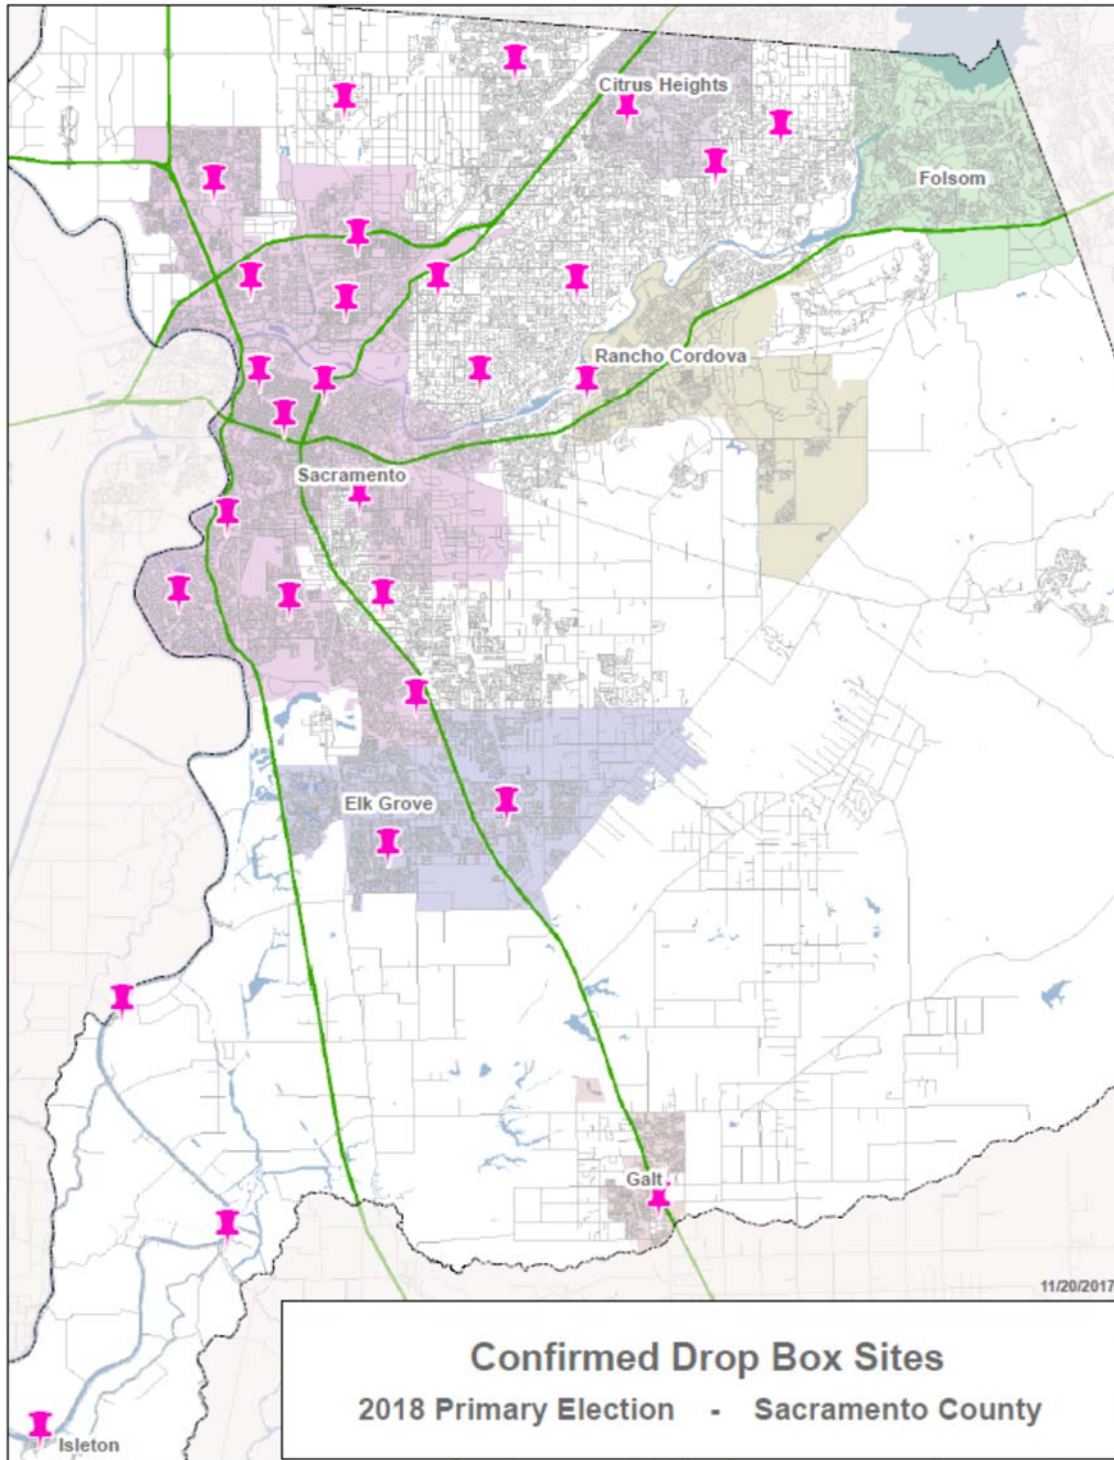 Citrus Heights
Folsom
Rancho Cordova
Sacramento
Elk Grove
Galt
11/20/2017
Confirmed Drop Box Sites
2018 Primary Election - Sacramento County
Isleton